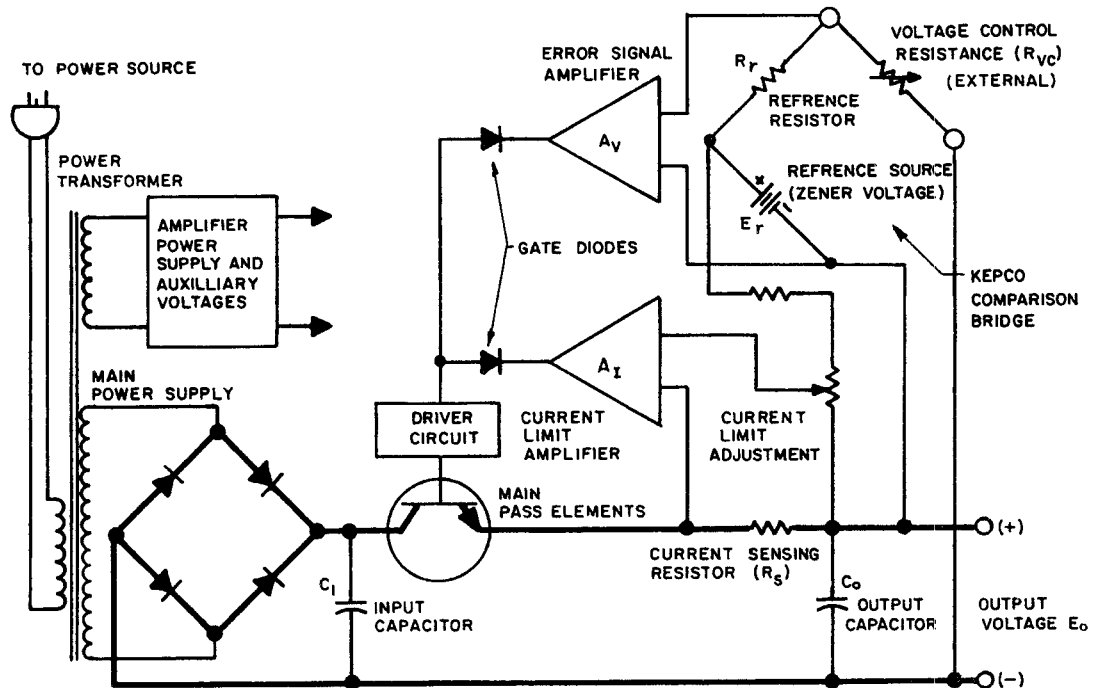 TO POWER SOURCE
POWER
TRANSFORMER
AMPLIFIER
POWER
SUPPLY AND
AUXILLIARY
VOLTAGES
MAIN
POWER SUPPLY
ERROR SIGNAL
AMPLIFIER
AV
GATE DIODES
AI
DRIVER
CIRCUIT
CURRENT
LIMIT
AMPLIFIER
MAIN
PASS ELEMENTS
Rr
REFRENCE
RESISTOR
VOLTAGE CONTROL
RESISTANCE (RVC)
(EXTERNAL)
REFRENCE SOURCE
(ZENER VOLTAGE)
+
-
Er
KEPCO
COMPARISON
BRIDGE
CURRENT
LIMIT
ADJUSTMENT
CURRENT SENSING
RESISTOR (RS)
C1
INPUT
CAPACITOR
Co
OUTPUT
CAPACITOR
(+)
OUTPUT
VOLTAGE Eo
(-)